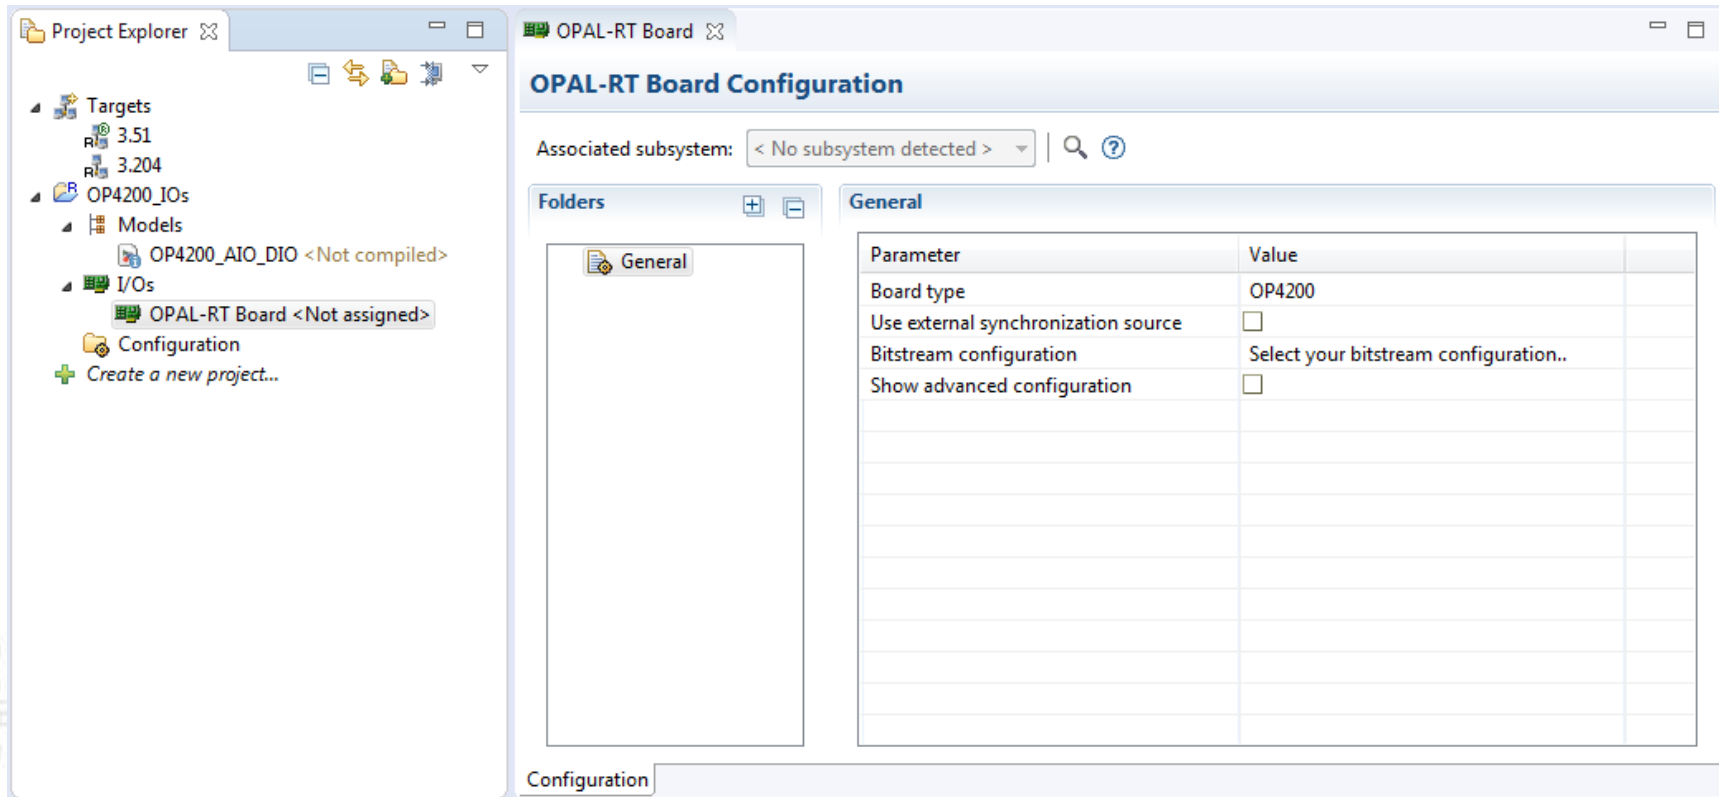 Project Explorer
Targets
3.51
3.204
OP4200_IOs
Models
OP4200_AIO_DIO <Not compiled>
I/Os
OPAL-RT Board <Not assigned>
Configuration
Create a new project...
OPAL-RT Board
OPAL-RT Board Configuration
Associated subsystem: < No subsystem detected >
Folders
General
General
Parameter Value
Board type OP4200
Use external synchronization source
Bitstream configuration Select your bitstream configuration..
Show advanced configuration
Configuration